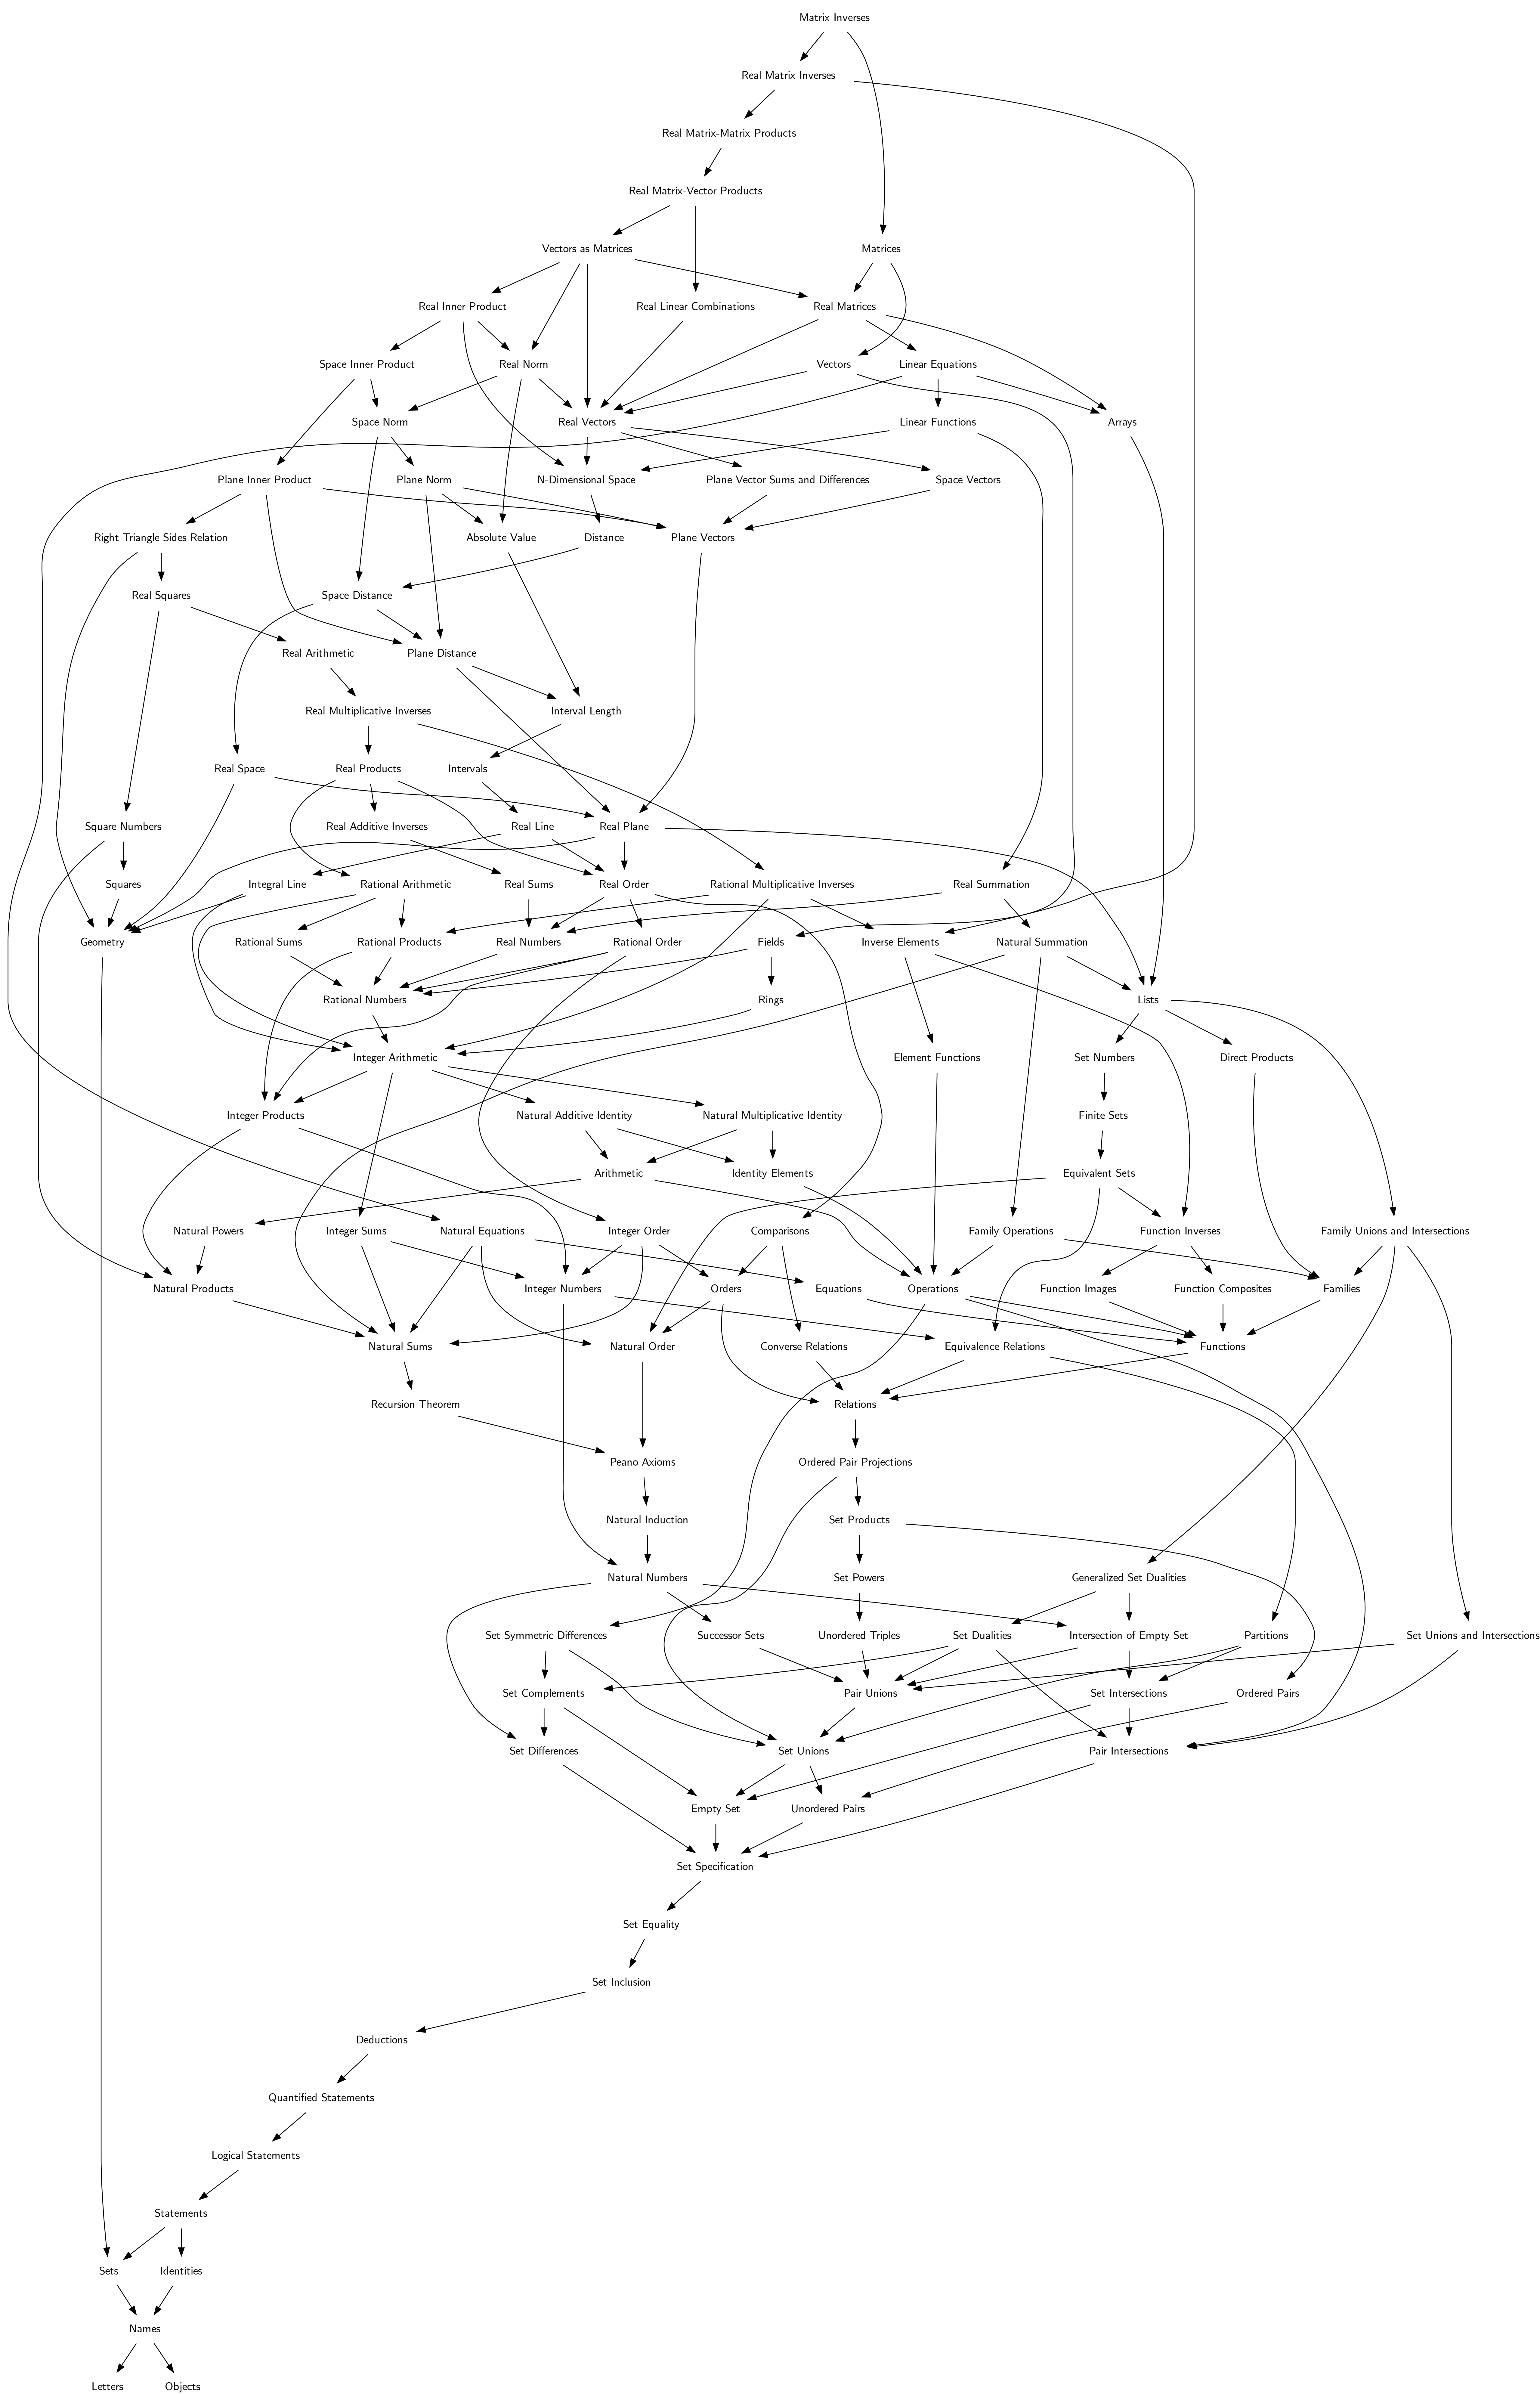 Matrix Inverses
Real Matrix Inverses
Real Matrix-Matrix Products
Real Matrix-Vector Products
Vectors as Matrices
Matrices
Real Inner Product
Real Linear Combinations
Real Matrices
Space Inner Product
Real Norm
Vectors
Linear Equations
Space Norm
Real Vectors
Linear Functions
Arrays
Plane Inner Product
Plane Norm
N-Dimensional Space
Plane Vector Sums and Differences
Space Vectors
Right Triangle Sides Relation
Absolute Value
Distance
Plane Vectors
Real Squares
Space Distance
Real Arithmetic
Plane Distance
Real Multiplicative Inverses
Interval Length
Real Space
Real Products
Intervals
Square Numbers
Real Additive Inverses
Real Line
Real Plane
Squares
Integral Line
Rational Arithmetic
Real Sums
Real Order
Rational Multiplicative Inverses
Real Summation
Geometry
Rational Sums
Rational Products
Real Numbers
Rational Order
Fields
Inverse Elements
Natural Summation
Rational Numbers
Rings
Lists
Integer Arithmetic
Element Functions
Set Numbers
Direct Products
Integer Products
Natural Additive Identity
Natural Multiplicative Identity
Finite Sets
Arithmetic
Identity Elements
Equivalent Sets
Natural Powers
Integer Sums
Natural Equations
Integer Order
Comparisons
Family Operations
Function Inverses
Family Unions and Intersections
Natural Products
Integer Numbers
Orders
Equations
Operations
Function Images
Function Composites
Families
Natural Sums
Natural Order
Converse Relations
Equivalence Relations
Functions
Recursion Theorem
Relations
Peano Axioms
Ordered Pair Projections
Natural Induction
Set Products
Natural Numbers
Set Powers
Generalized Set Dualities
Set Symmetric Differences
Successor Sets
Unordered Triples
Set Dualities
Intersection of Empty Set
Partitions
Set Unions and Intersections
Set Complements
Pair Unions
Set Intersections
Ordered Pairs
Set Differences
Set Unions
Pair Intersections
Empty Set
Unordered Pairs
Set Specification
Set Equality
Set Inclusion
Deductions
Quantified Statements
Logical Statements
Statements
Sets
Identities
Names
Letters
Objects